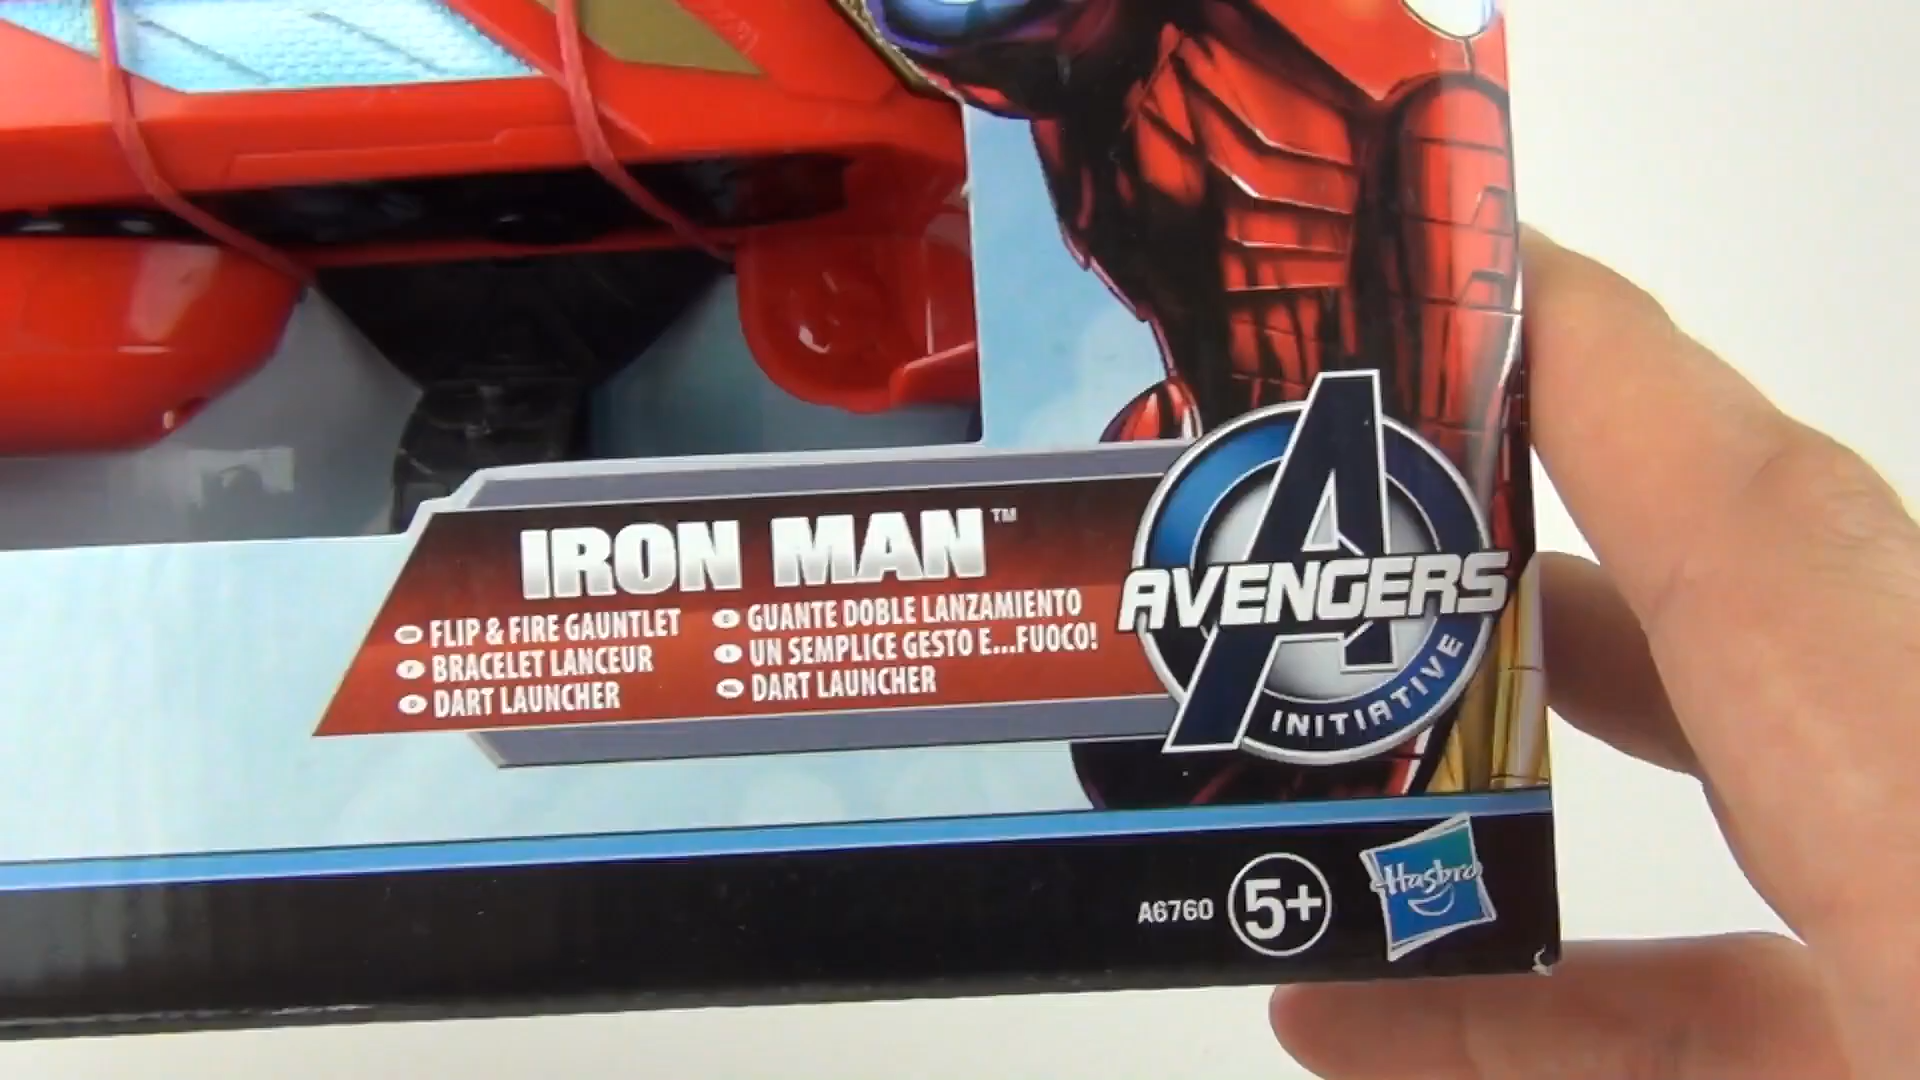 IRON MAN™
FLIP & FIRE GAUNTLET
BRACELET LANCEUR
DART LAUNCHER
GUANTE DOBLE LANZAMIENTO
UN SEMPLICE GESTO E...FUOCO!
DART LAUNCHER
AVENGERS
INITIATIVE
A6760
5+
Hasbro